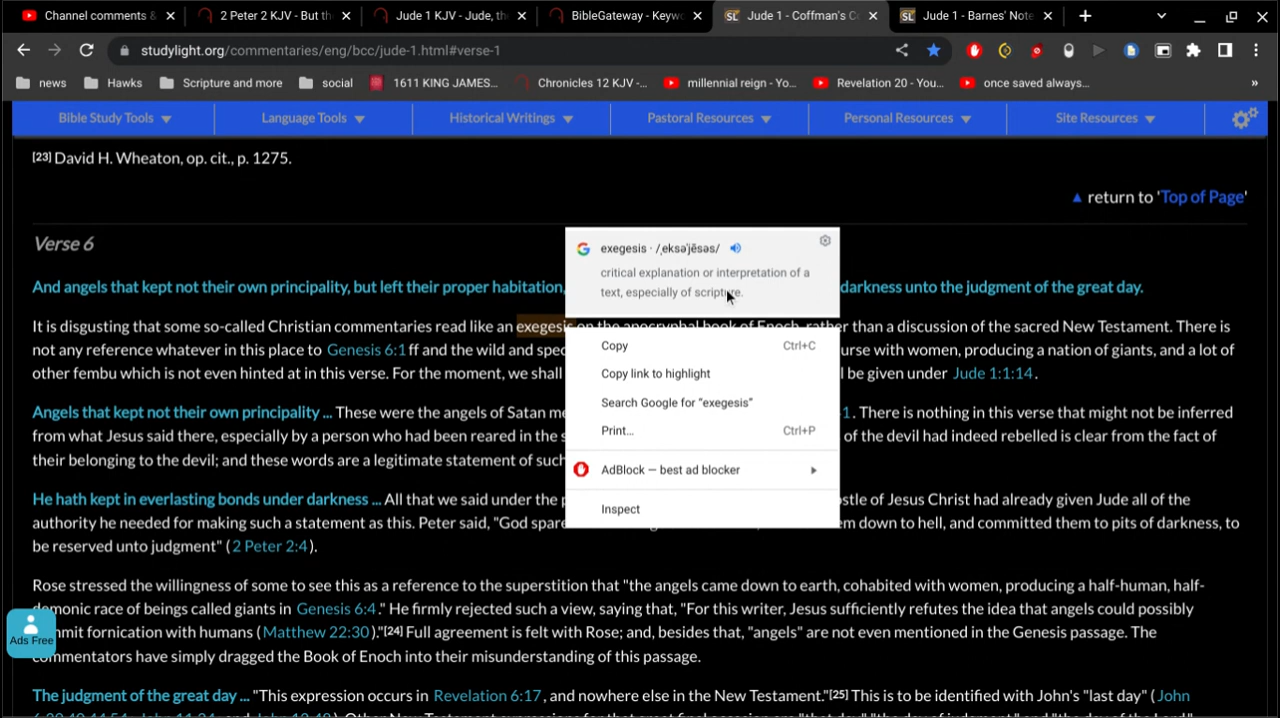 Channel comments &
2 Peter 2 KJV - But the
Jude 1 KJV - Jude, the
BibleGateway - Keywo
SL Jude 1 - Coffman's Co
SL Jude 1 - Barnes' Note
studylight.org/commentaries/eng/bcc/jude-1.html#verse-1
news
Hawks
Scripture and more
social
1611 KING JAMES...
Chronicles 12 KJV -...
millennial reign - Yo...
Revelation 20 - You...
once saved always...
»
Bible Study Tools
Language Tools
Historical Writings
Pastoral Resources
Personal Resources
Site Resources
[23] David H. Wheaton, op. cit., p. 1275.
▲ return to 'Top of Page'
Verse 6
exegesis · /ˌeksəˈjēsəs/
critical explanation or interpretation of a
text, especially of scripture.
And angels that kept not their own principality, but left their proper habitation, darkness unto the judgment of the great day.
It is disgusting that some so-called Christian commentaries read like an exegesis on the apocryphal book of Enoch, rather than a discussion of the sacred New Testament. There is
not any reference whatever in this place to Genesis 6:1 ff and the wild and spec urse with women, producing a nation of giants, and a lot of
other fembu which is not even hinted at in this verse. For the moment, we shall l be given under Jude 1:1:14.
Copy Ctrl+C
Copy link to highlight
Search Google for "exegesis"
Print... Ctrl+P
AdBlock — best ad blocker
Inspect
Angels that kept not their own principality ... These were the angels of Satan me -1. There is nothing in this verse that might not be inferred
from what Jesus said there, especially by a person who had been reared in the s of the devil had indeed rebelled is clear from the fact of
their belonging to the devil; and these words are a legitimate statement of such
He hath kept in everlasting bonds under darkness ... All that we said under the p ostle of Jesus Christ had already given Jude all of the
authority he needed for making such a statement as this. Peter said, "God spare em down to hell, and committed them to pits of darkness, to
be reserved unto judgment" (2 Peter 2:4).
Rose stressed the willingness of some to see this as a reference to the superstition that "the angels came down to earth, cohabited with women, producing a half-human, half-
demonic race of beings called giants in Genesis 6:4." He firmly rejected such a view, saying that, "For this writer, Jesus sufficiently refutes the idea that angels could possibly
mmit fornication with humans (Matthew 22:30)."[24] Full agreement is felt with Rose; and, besides that, "angels" are not even mentioned in the Genesis passage. The
commentators have simply dragged the Book of Enoch into their misunderstanding of this passage.
Ads Free
The judgment of the great day ... "This expression occurs in Revelation 6:17, and nowhere else in the New Testament."[25] This is to be identified with John's "last day" (John